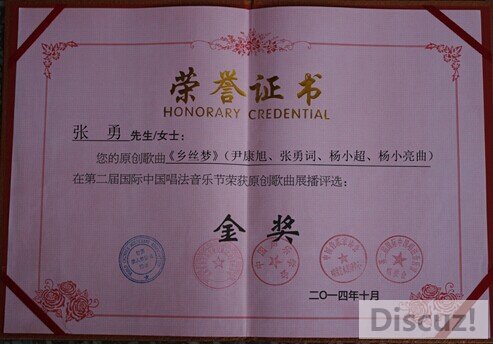 荣誉证书
HONORARY CREDENTIAL
张 勇 先生/女士:
您的原创歌曲《乡丝梦》(尹康旭、张勇词、杨小超、杨小亮曲)
在第二届国际中国唱法音乐节荣获原创歌曲展播评选:
金 奖
二〇一四年十月
Discuz!